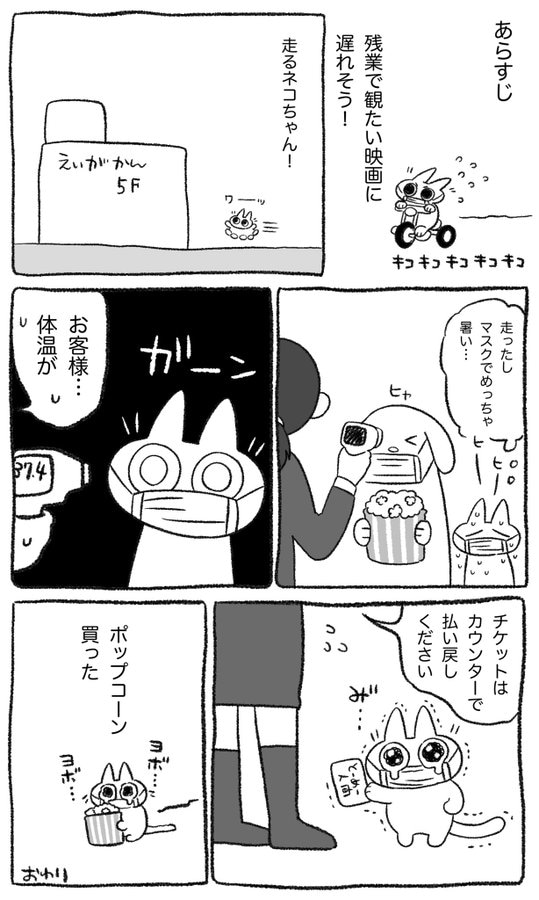 あらすじ
残業で観たい映画に
遅れそう！
キコ キコ キコ キコ キコ
走るネコちゃん！
えいがかん
5F
ワーーッ
走ったし
マスクでめっちゃ
暑い…
ヒー
ヒー
ヒヤ
ガーン
お客様…
体温が
37.4
チケットは
カウンターで
払い戻し
ください
お゛…
ポップコーン
買った
ヨボ…
ヨボ…
おわり